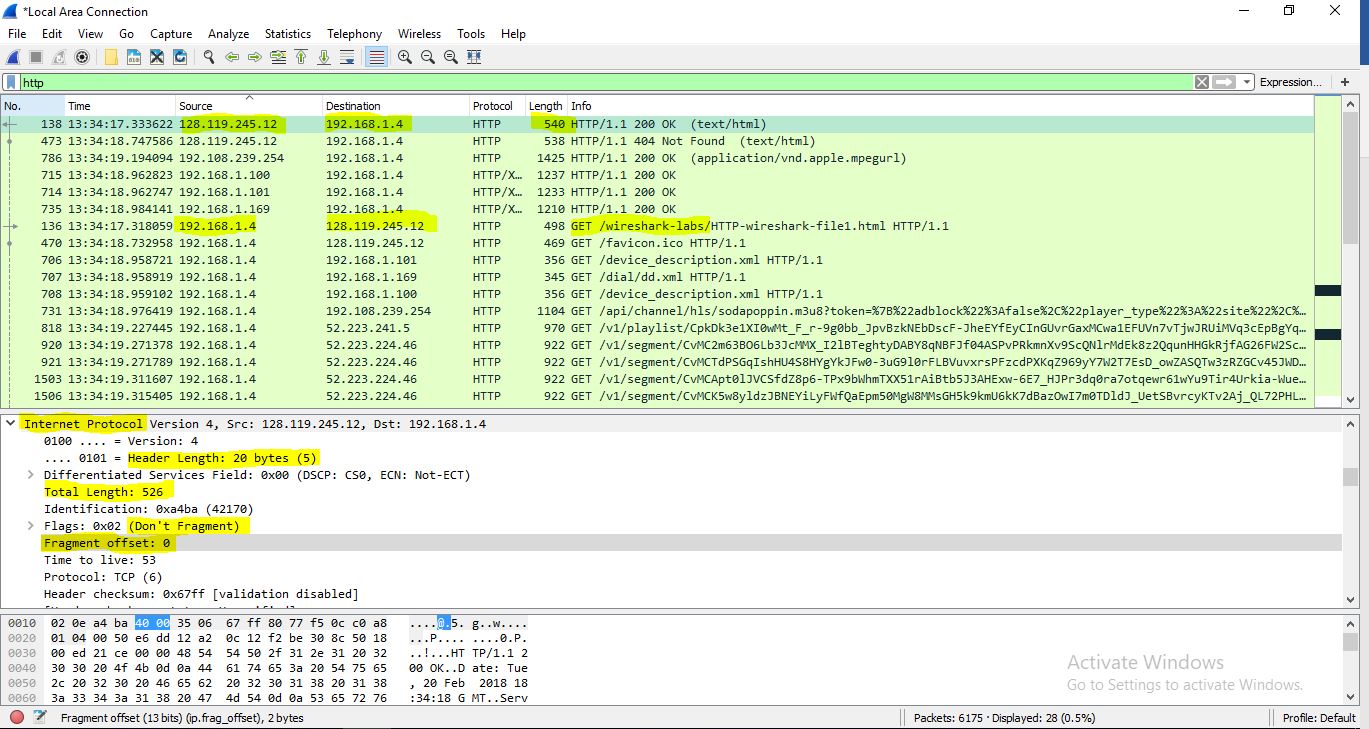 *Local Area Connection
File Edit View Go Capture Analyze Statistics Telephony Wireless Tools Help
http Expression... +
No. Time Source Destination Protocol Length Info
138 13:34:17.333622 128.119.245.12 192.168.1.4 HTTP 540 HTTP/1.1 200 OK (text/html)
473 13:34:18.747586 128.119.245.12 192.168.1.4 HTTP 538 HTTP/1.1 404 Not Found (text/html)
786 13:34:19.194094 192.108.239.254 192.168.1.4 HTTP 1425 HTTP/1.1 200 OK (application/vnd.apple.mpegurl)
715 13:34:18.962823 192.168.1.100 192.168.1.4 HTTP/X… 1237 HTTP/1.1 200 OK
714 13:34:18.962747 192.168.1.101 192.168.1.4 HTTP/X… 1233 HTTP/1.1 200 OK
735 13:34:18.984141 192.168.1.169 192.168.1.4 HTTP/X… 1210 HTTP/1.1 200 OK
136 13:34:17.318059 192.168.1.4 128.119.245.12 HTTP 498 GET /wireshark-labs/HTTP-wireshark-file1.html HTTP/1.1
470 13:34:18.732958 192.168.1.4 128.119.245.12 HTTP 469 GET /favicon.ico HTTP/1.1
706 13:34:18.958721 192.168.1.4 192.168.1.101 HTTP 356 GET /device_description.xml HTTP/1.1
707 13:34:18.958919 192.168.1.4 192.168.1.169 HTTP 345 GET /dial/dd.xml HTTP/1.1
708 13:34:18.959102 192.168.1.4 192.168.1.100 HTTP 356 GET /device_description.xml HTTP/1.1
731 13:34:18.976419 192.168.1.4 192.108.239.254 HTTP 1104 GET /api/channel/hls/sodapoppin.m3u8?token=%7B%22adblock%22%3Afalse%2C%22player_type%22%3A%22site%22%2C%…
818 13:34:19.227445 192.168.1.4 52.223.241.5 HTTP 970 GET
920 13:34:19.271378 192.168.1.4 52.223.224.46 HTTP 922 GET
921 13:34:19.271789 192.168.1.4 52.223.224.46 HTTP 922 GET
1503 13:34:19.311607 192.168.1.4 52.223.224.46 HTTP 922 GET
1506 13:34:19.315405 192.168.1.4 52.223.224.46 HTTP 922 GET
Internet Protocol Version 4, Src: 128.119.245.12, Dst: 192.168.1.4
0100 .... = Version: 4
.... 0101 = Header Length: 20 bytes (5)
Differentiated Services Field: 0x00 (DSCP: CS0, ECN: Not-ECT)
Total Length: 526
Identification: 0xa4ba (42170)
Flags: 0x02 (Don't Fragment)
Fragment offset: 0
Time to live: 53
Protocol: TCP (6)
Header checksum: 0x67ff [validation disabled]
0010 02 0e a4 ba 40 00 35 06 67 ff 80 77 f5 0c c0 a8 ....@.5. g..w....
0020 01 04 00 50 e6 dd 12 a2 0c 12 f2 be 30 8c 50 18 ...P.... ....0.P.
0030 00 ed 21 ce 00 00 48 54 54 50 2f 31 2e 31 20 32 ..!...HT TP/1.1 2
0040 30 30 20 4f 4b 0d 0a 44 61 74 65 3a 20 54 75 65 00 OK..D ate: Tue
0050 2c 20 32 30 20 46 65 62 20 32 30 31 38 20 31 38 , 20 Feb 2018 18
0060 3a 33 34 3a 31 38 20 47 4d 54 0d 0a 53 65 72 76 :34:18 G MT..Serv
Activate Windows
Go to Settings to activate Windows.
Fragment offset (13 bits) (ip.frag_offset), 2 bytes Packets: 6175 · Displayed: 28 (0.5%) Profile: Default